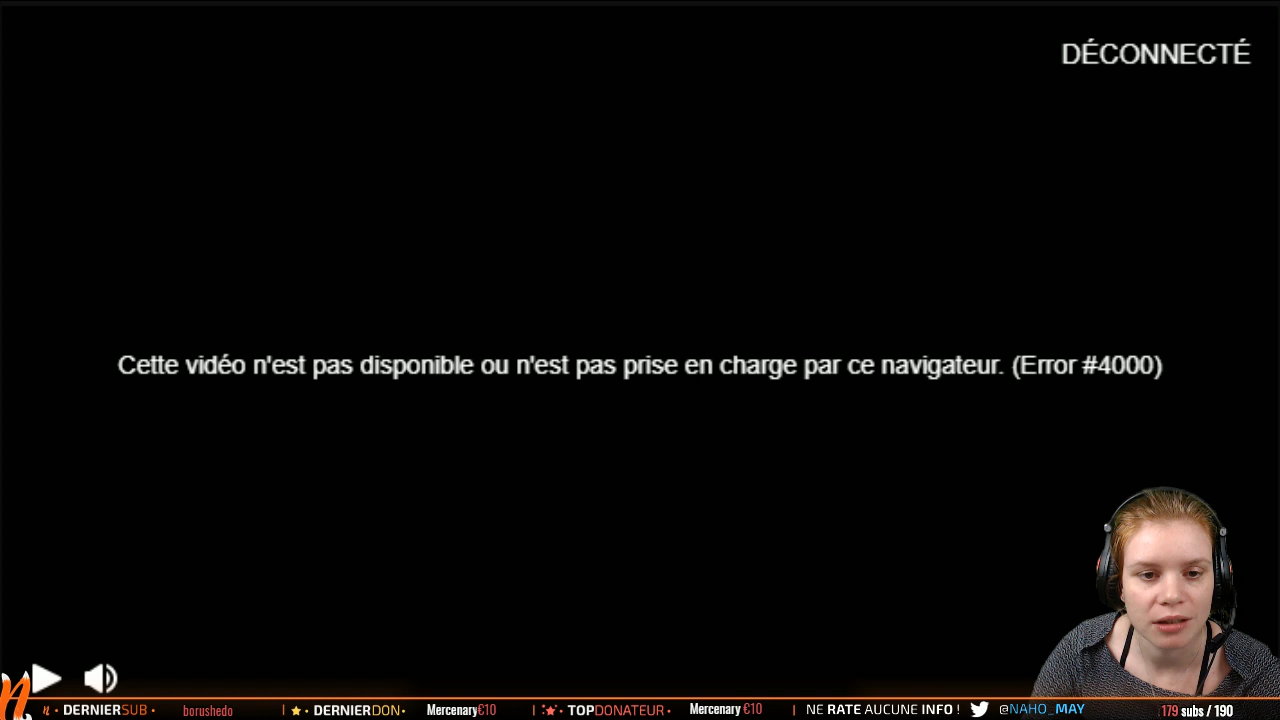 DÉCONNECTÉ
Cette vidéo n'est pas disponible ou n'est pas prise en charge par ce navigateur. (Error #4000)
n • DERNIERSUB • borushedo | • DERNIERDON • Mercenary€10 | • TOPDONATEUR • Mercenary €10 | NE RATE AUCUNE INFO ! @NAHO_MAY 179 subs / 190